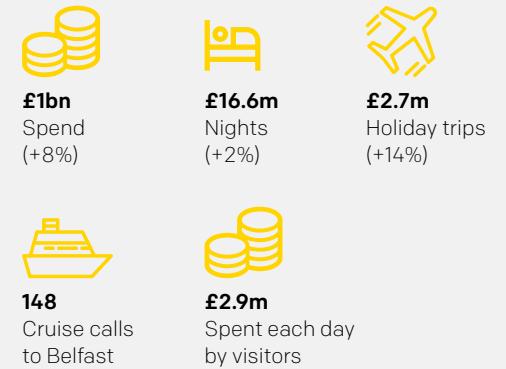 £1bn
Spend
(+8%)
£16.6m
Nights
(+2%)
£2.7m
Holiday trips
(+14%)
148
Cruise calls
to Belfast
£2.9m
Spent each day
by visitors